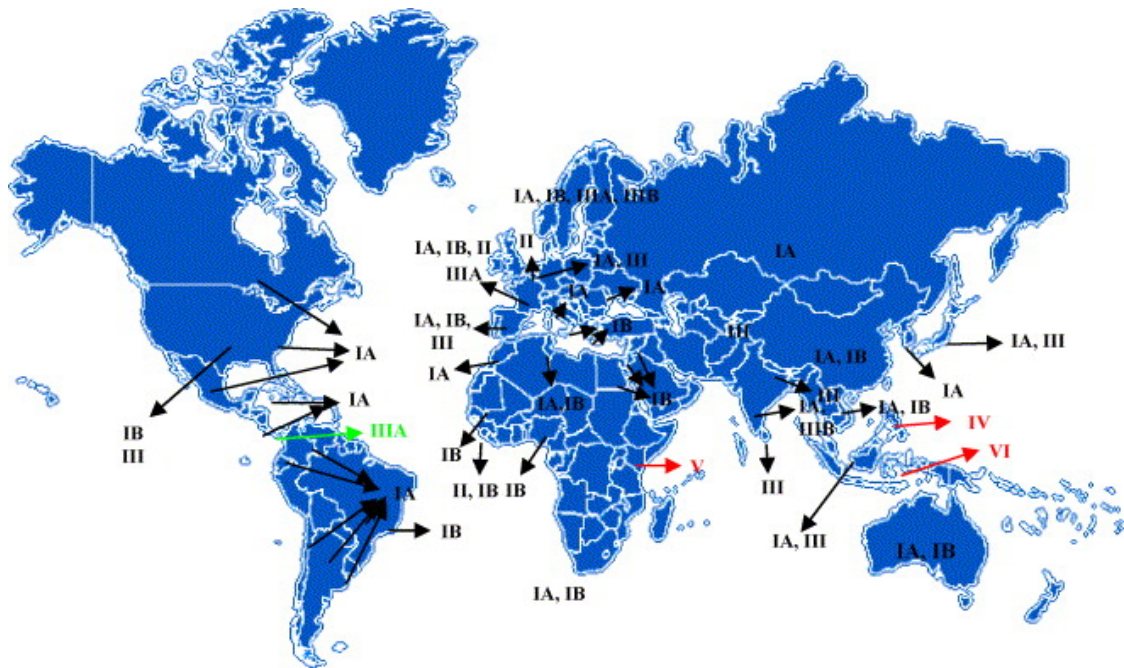 IA, IB, IIIA, IIIB
IA, IB, II
II
IA
IA, III
IIIA
IA
IA
IA, IB,
III
IB
III
IA, IB
IA, III
IA
IA
IA
IB
III
IA
IIIA
IA
IB
IB
II, IB
IB
IA,IB
IB
V
III
IA,
IIIB
IA, IB
IV
VI
III
IA, III
IA, IB
IA, IB